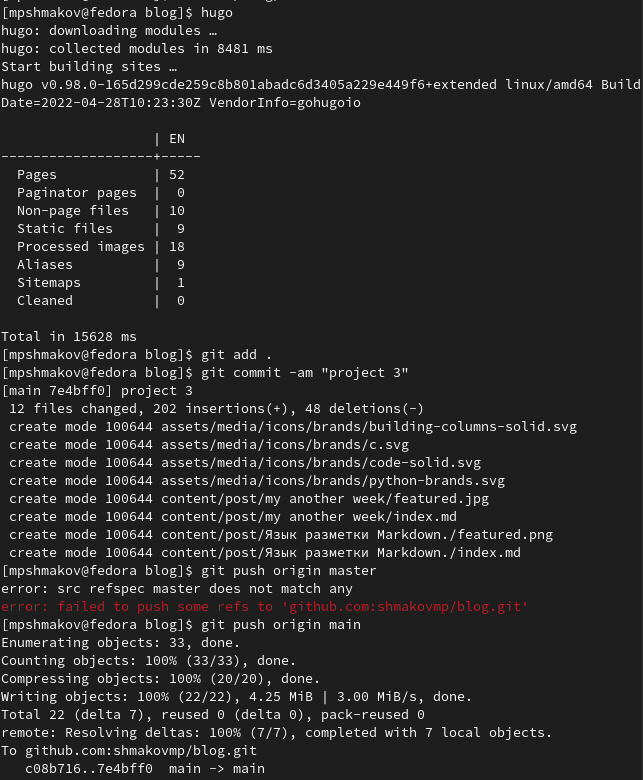 [mpshmakov@fedora blog]$ hugo
hugo: downloading modules …
hugo: collected modules in 8481 ms
Start building sites …
hugo v0.98.0-165d299cde259c8b801abadc6d3405a229e449f6+extended linux/amd64 Build
Date=2022-04-28T10:23:30Z VendorInfo=gohugoio
| EN
-------------------+-----
Pages | 52
Paginator pages | 0
Non-page files | 10
Static files | 9
Processed images | 18
Aliases | 9
Sitemaps | 1
Cleaned | 0
Total in 15628 ms
[mpshmakov@fedora blog]$ git add .
[mpshmakov@fedora blog]$ git commit -am "project 3"
[main 7e4bff0] project 3
12 files changed, 202 insertions(+), 48 deletions(-)
create mode 100644 assets/media/icons/brands/building-columns-solid.svg
create mode 100644 assets/media/icons/brands/c.svg
create mode 100644 assets/media/icons/brands/code-solid.svg
create mode 100644 assets/media/icons/brands/python-brands.svg
create mode 100644 content/post/my another week/featured.jpg
create mode 100644 content/post/my another week/index.md
create mode 100644 content/post/Язык разметки Markdown./featured.png
create mode 100644 content/post/Язык разметки Markdown./index.md
[mpshmakov@fedora blog]$ git push origin master
error: src refspec master does not match any
error: failed to push some refs to 'github.com:shmakovmp/blog.git'
[mpshmakov@fedora blog]$ git push origin main
Enumerating objects: 33, done.
Counting objects: 100% (33/33), done.
Compressing objects: 100% (20/20), done.
Writing objects: 100% (22/22), 4.25 MiB | 3.00 MiB/s, done.
Total 22 (delta 7), reused 0 (delta 0), pack-reused 0
remote: Resolving deltas: 100% (7/7), completed with 7 local objects.
To github.com:shmakovmp/blog.git
c08b716..7e4bff0 main -> main